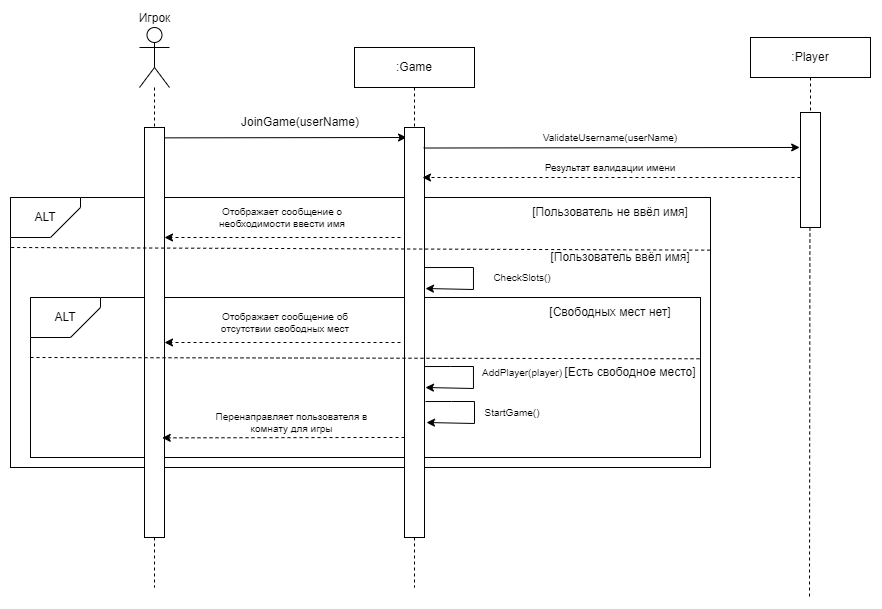 Игрок
:Game
:Player
JoinGame(userName)
ValidateUsername(userName)
Результат валидации имени
ALT
Отображает сообщение о
необходимости ввести имя
[Пользователь не ввёл имя]
[Пользователь ввёл имя]
CheckSlots()
ALT
Отображает сообщение об
отсутствии свободных мест
[Свободных мест нет]
AddPlayer(player) [Есть свободное место]
StartGame()
Перенаправляет пользователя в
комнату для игры